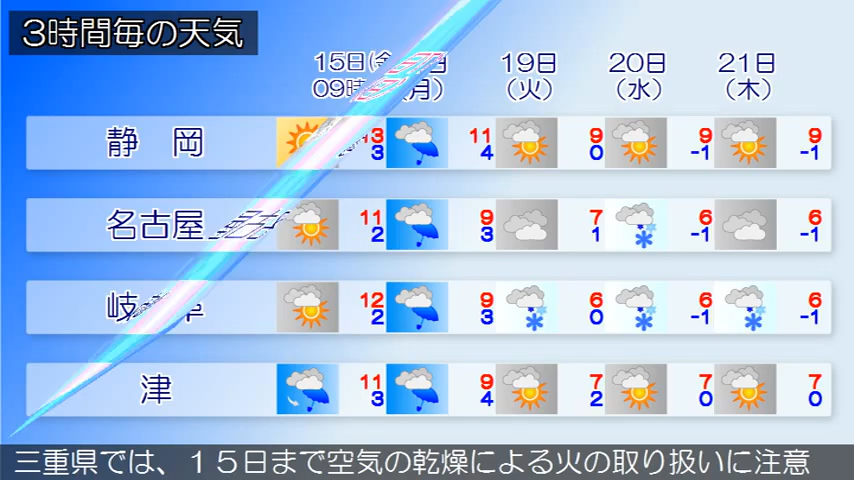 3時間毎の天気
15日(金 日 19日 20日 21日
09時 (月) (火) (水) (木)
静岡 13 3 11 4 9 0 9 -1 9 -1
名古屋 11 2 9 3 7 1 6 -1 6 -1
岐阜 12 2 9 3 6 0 6 -1 6 -1
津 11 3 9 4 7 2 7 0 7 0
三重県では、１５日まで空気の乾燥による火の取り扱いに注意